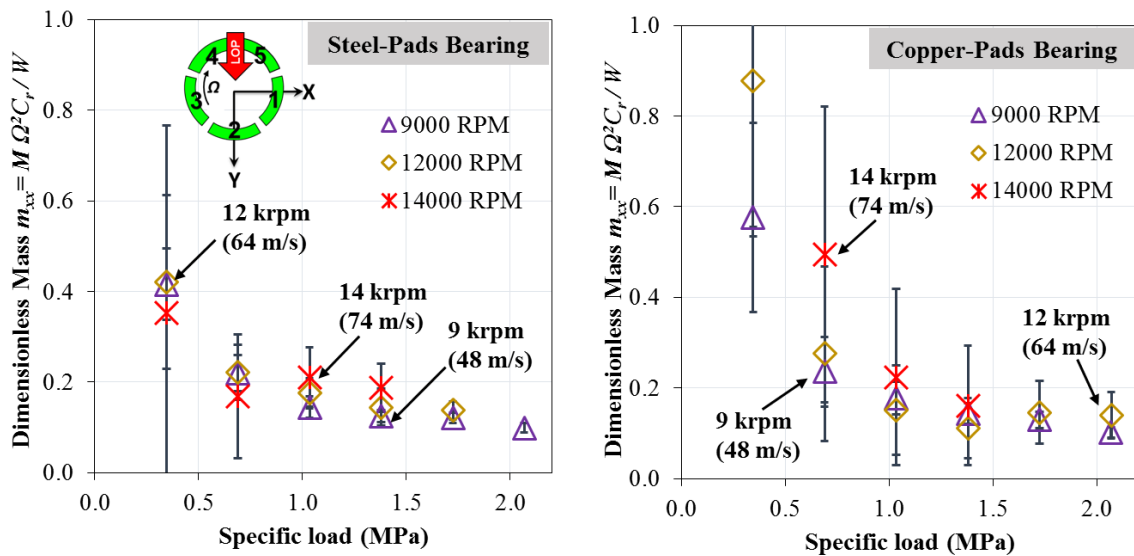 Dimensionless Mass mxx= M Ω²Cr / W
1.0
0.8
0.6
0.4
0.2
0.0
0.0
0.5
1.0
1.5
2.0
Specific load (MPa)
Steel-Pads Bearing
LOP
4
5
3
Ω
1
X
2
Y
9000 RPM
12000 RPM
14000 RPM
12 krpm
(64 m/s)
14 krpm
(74 m/s)
9 krpm
(48 m/s)
Dimensionless Mass mxx= M Ω²Cr / W
1.0
0.8
0.6
0.4
0.2
0.0
0.0
0.5
1.0
1.5
2.0
Specific load (MPa)
Copper-Pads Bearing
9000 RPM
12000 RPM
14000 RPM
14 krpm
(74 m/s)
12 krpm
(64 m/s)
9 krpm
(48 m/s)